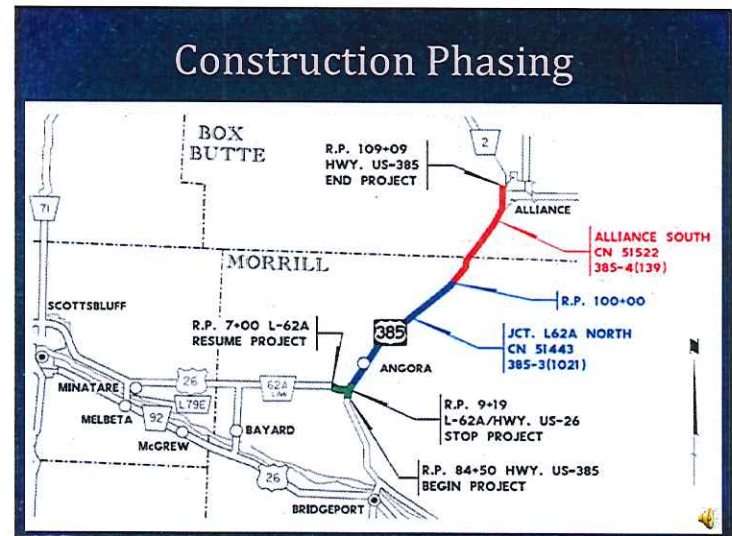 Construction Phasing
BOX
BUTTE
R.P. 109+09
HWY. US-385
END PROJECT
2
ALLIANCE
71
ALLIANCE SOUTH
CN 51522
385-4(139)
MORRILL
R.P. 100+00
SCOTTSBLUFF
R.P. 7+00 L-62A
RESUME PROJECT
385
JCT. L62A NORTH
CN 51443
385-3(1021)
ANGORA
MINATARE
26
62A
LINK
L79E
MELBETA
92
McGREW
BAYARD
R.P. 9+19
L-62A/HWY. US-26
STOP PROJECT
26
R.P. 84+50 HWY. US-385
BEGIN PROJECT
BRIDGEPORT